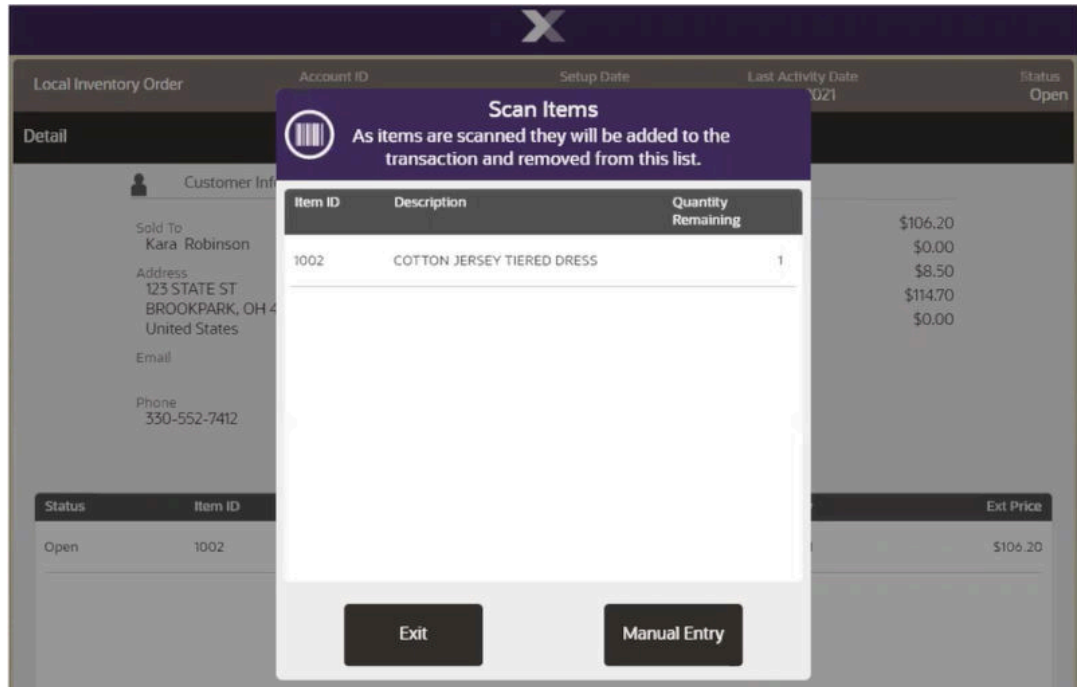 X
Local Inventory Order
Account ID
Setup Date
Last Activity Date
2021
Status
Open
Detail
Scan Items
As items are scanned they will be added to the
transaction and removed from this list.
Customer Inf
Sold To
Kara Robinson
Address
123 STATE ST
BROOKPARK, OH 4
United States
Email
Phone
330-552-7412
$106.20
$0.00
$8.50
$114.70
$0.00
Item ID Description Quantity
Remaining
1002 COTTON JERSEY TIERED DRESS 1
Status Item ID Ext Price
Open 1002 $106.20
Exit Manual Entry